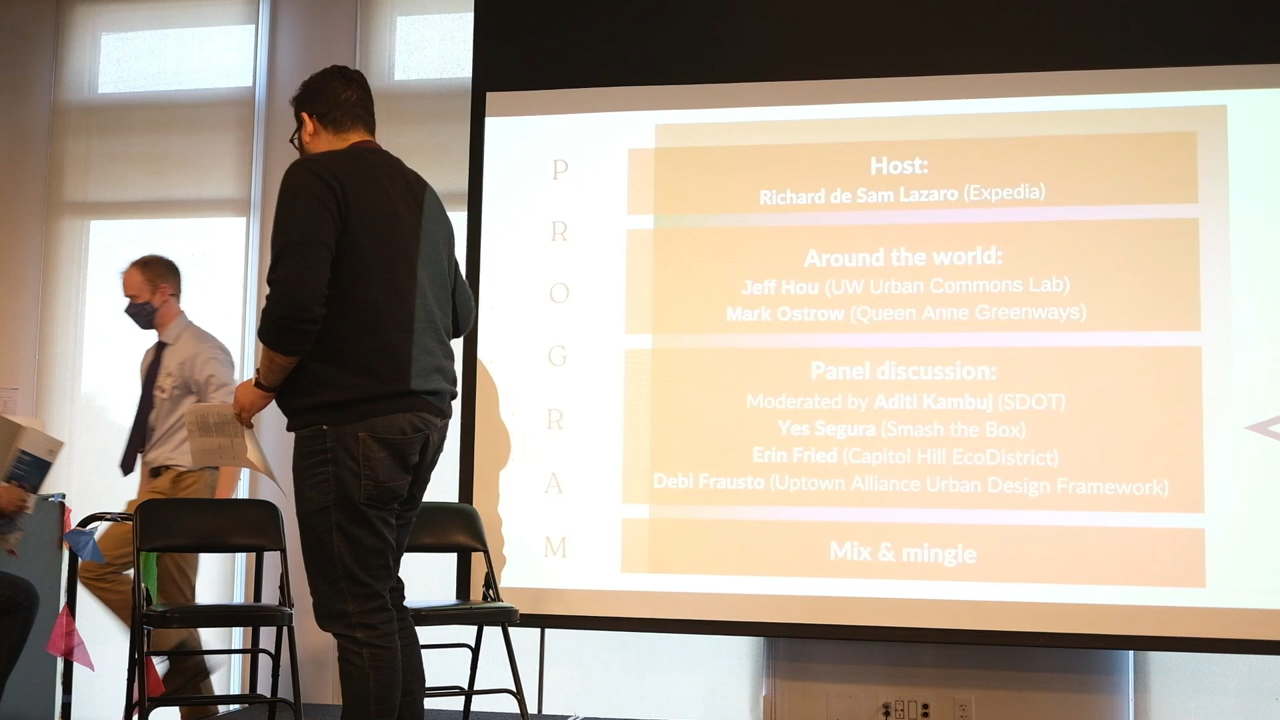 PROGRAM
Host:
Richard de Sam Lazaro (Expedia)
Around the world:
Jeff Hou (UW Urban Commons Lab)
Mark Ostrow (Queen Anne Greenways)
Panel discussion:
Moderated by Aditi Kambuj (SDOT)
Yes Segura (Smash the Box)
Erin Fried (Capitol Hill EcoDistrict)
Debi Frausto (Uptown Alliance Urban Design Framework)
Mix & mingle